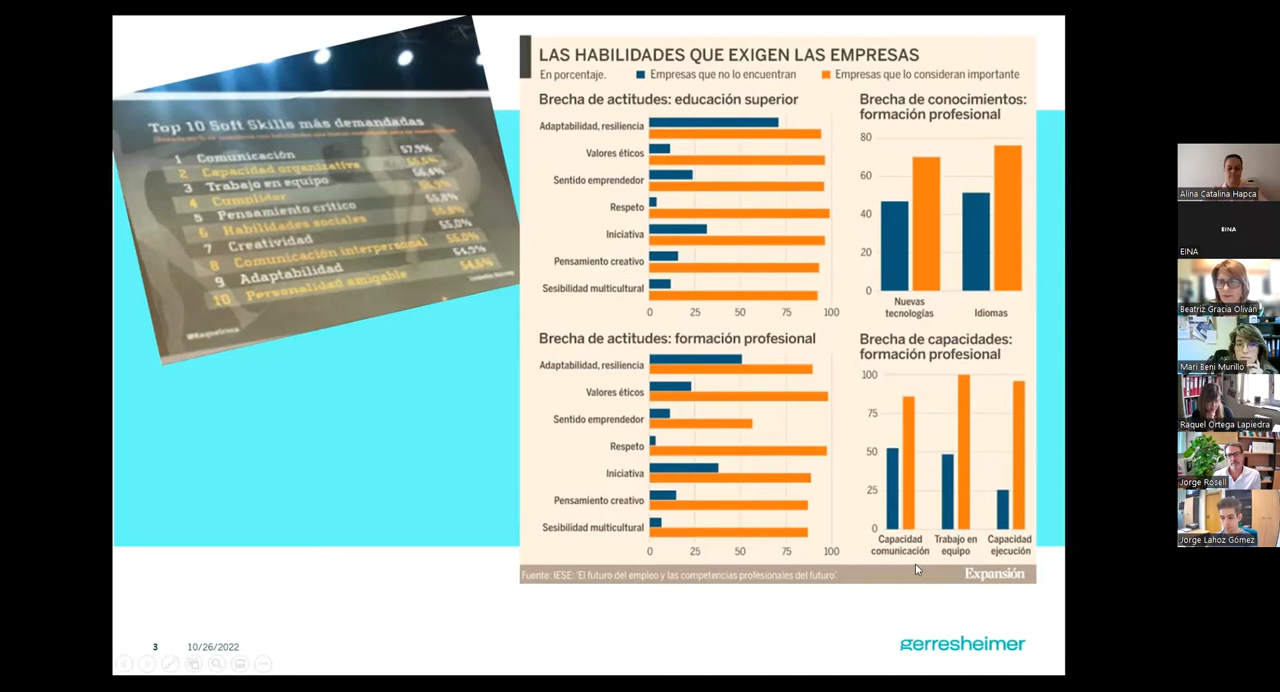 Top 10 Soft Skills más demandadas
1 Comunicación 57,9%
2 Capacidad organizativa
3 Trabajo en equipo 56,4%
4 Cumplidor
5 Pensamiento crítico 55,8%
6 Habilidades sociales
7 Creatividad 55,0%
8 Comunicación interpersonal 55,0%
9 Adaptabilidad 54,9%
10 Personalidad amigable 54,6%
LAS HABILIDADES QUE EXIGEN LAS EMPRESAS
En porcentaje. Empresas que no lo encuentran Empresas que lo consideran importante
Brecha de actitudes: educación superior
Adaptabilidad, resiliencia
Valores éticos
Sentido emprendedor
Respeto
Iniciativa
Pensamiento creativo
Sesibilidad multicultural
0 25 50 75 100
Brecha de conocimientos:
formación profesional
80
60
40
20
0
Nuevas
tecnologías
Idiomas
Brecha de actitudes: formación profesional
Adaptabilidad, resiliencia
Valores éticos
Sentido emprendedor
Respeto
Iniciativa
Pensamiento creativo
Sesibilidad multicultural
0 25 50 75 100
Brecha de capacidades:
formación profesional
100
75
50
25
0
Capacidad
comunicación
Trabajo en
equipo
Capacidad
ejecución
Fuente: IESE: 'El futuro del empleo y las competencias profesionales del futuro'.
Expansión
3 10/26/2022
gerresheimer
Alina Catalina Hapca
EINA
EINA
Beatriz Gracia Oliván
Mari Beni Murillo
Raquel Ortega Lapiedra
Jorge Rosell
Jorge Lahoz Gómez